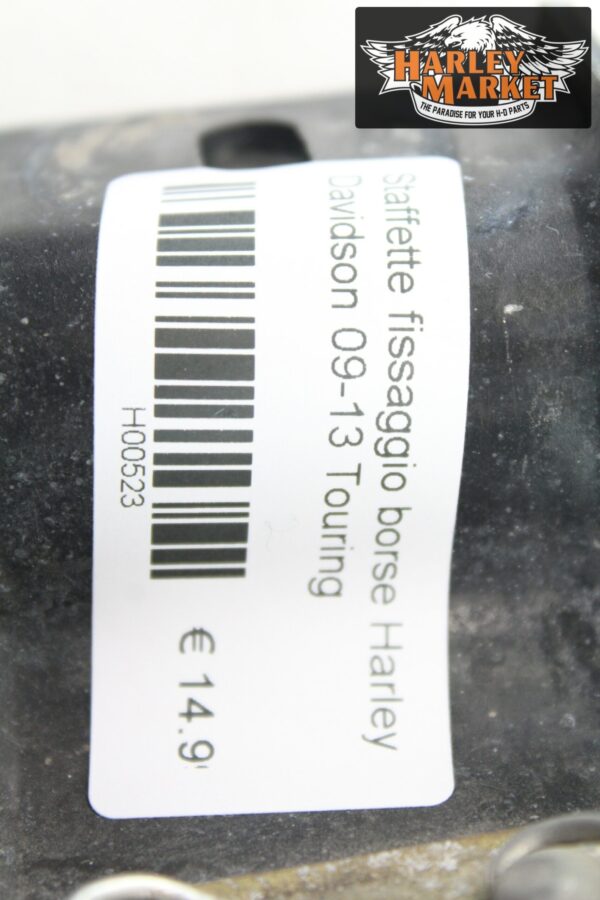 HARLEY
MARKET
THE PARADISE FOR YOUR H-D PARTS
Staffette fissaggio borse Harley
Davidson 09-13 Touring
H00523
€ 14.9